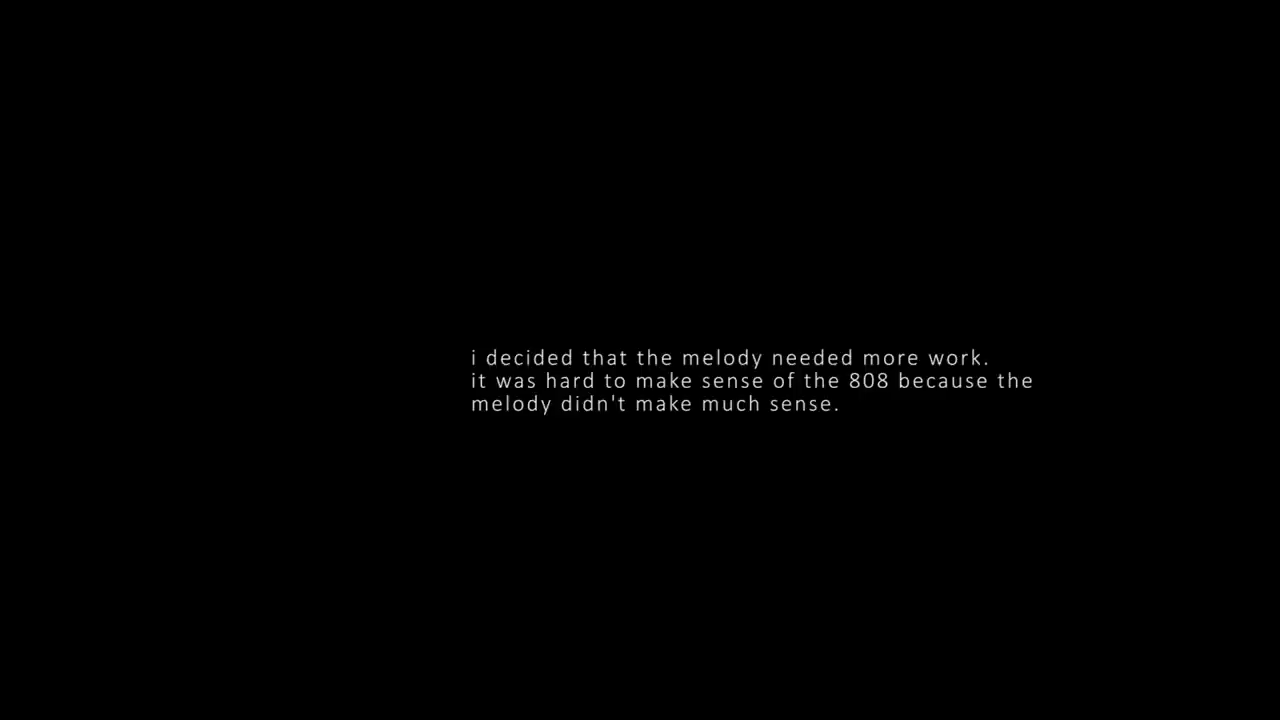 i decided that the melody needed more work.
it was hard to make sense of the 808 because the
melody didn't make much sense.